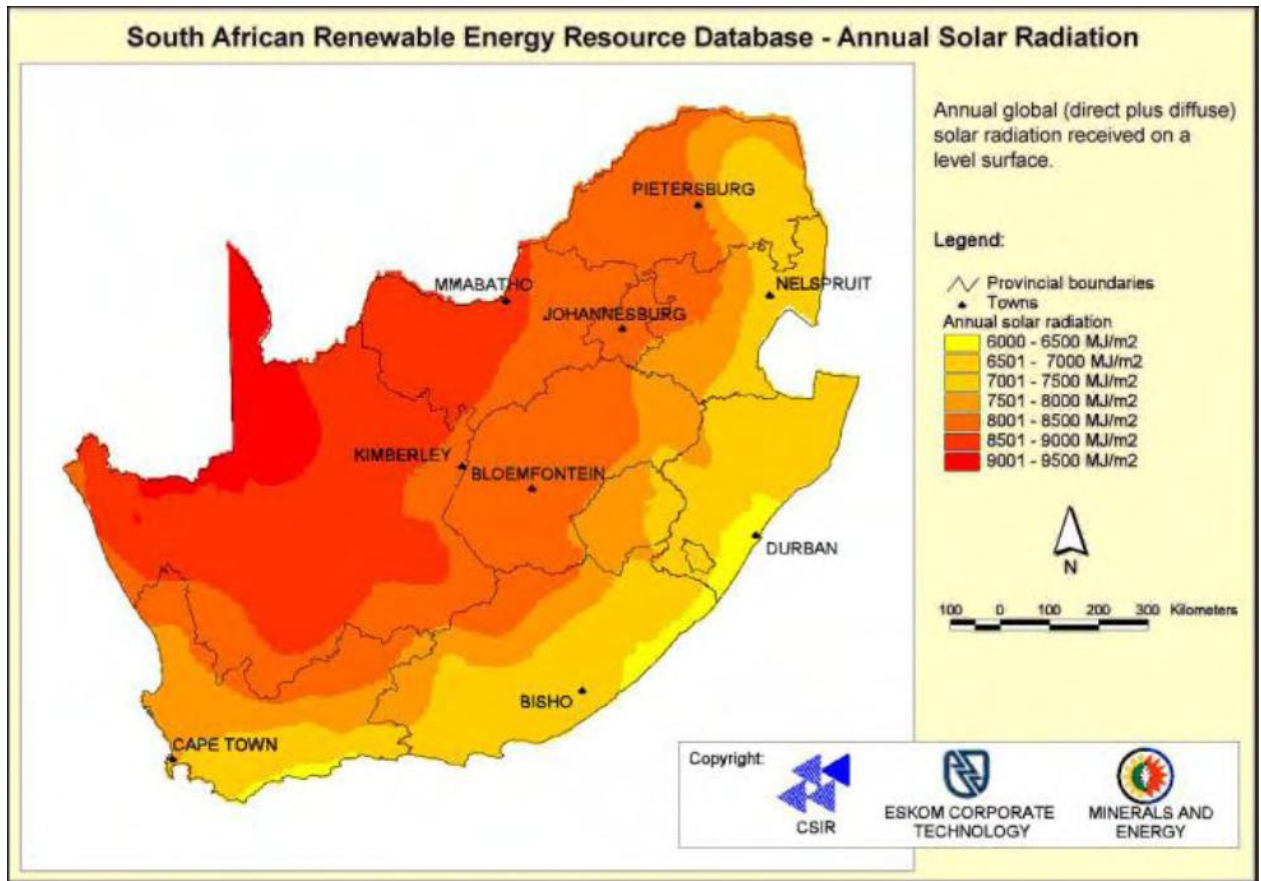 South African Renewable Energy Resource Database - Annual Solar Radiation
Annual global (direct plus diffuse)
solar radiation received on a
level surface.
Legend:
Provincial boundaries
Towns
Annual solar radiation
6000 - 6500 MJ/m2
6501 - 7000 MJ/m2
7001 - 7500 MJ/m2
7501 - 8000 MJ/m2
8001 - 8500 MJ/m2
8501 - 9000 MJ/m2
9001 - 9500 MJ/m2
N
100 0 100 200 300 Kilometers
PIETERSBURG
MMABATHO
NELSPRUIT
JOHANNESBURG
KIMBERLEY
BLOEMFONTEIN
DURBAN
BISHO
CAPE TOWN
Copyright:
CSIR
ESKOM CORPORATE
TECHNOLOGY
MINERALS AND
ENERGY